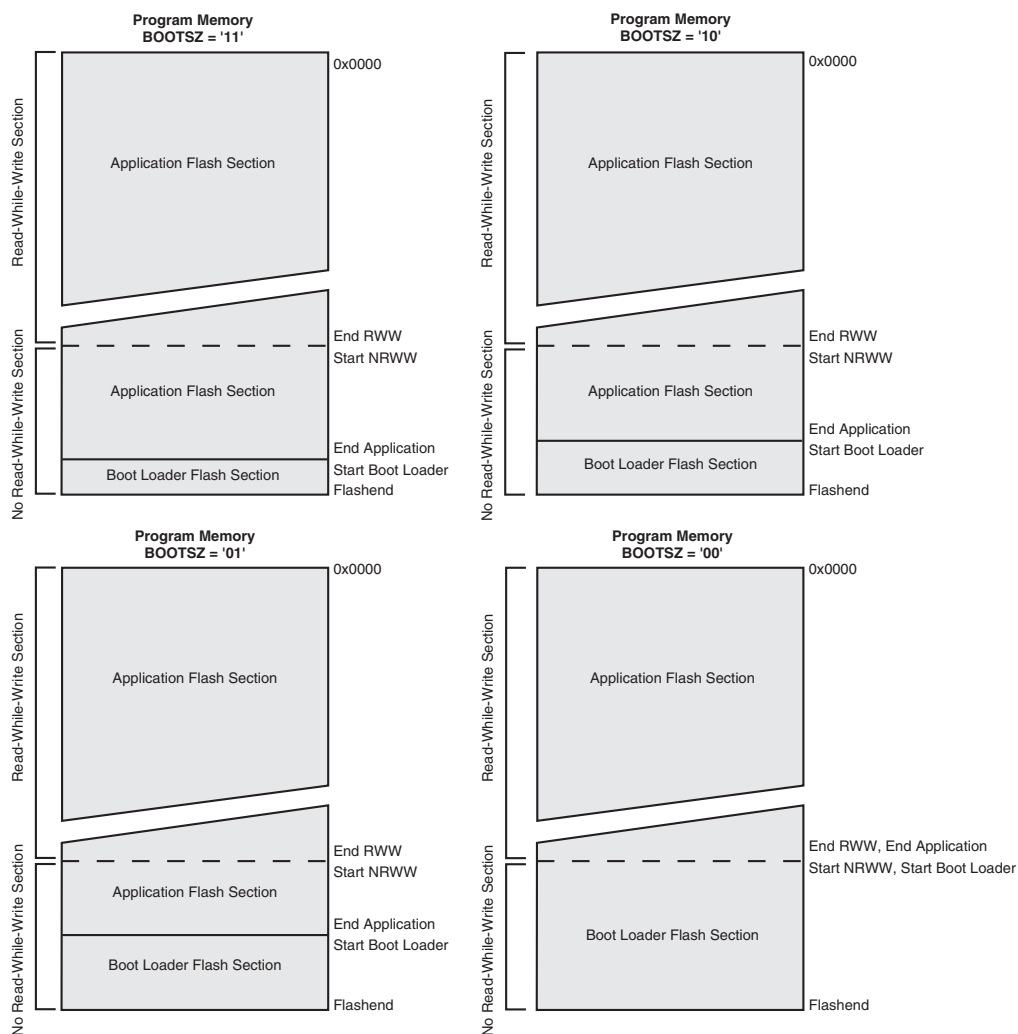 Program Memory
BOOTSZ = '11'
0x0000
Read-While-Write Section
Application Flash Section
End RWW
Start NRWW
No Read-While-Write Section
Application Flash Section
End Application
Start Boot Loader
Boot Loader Flash Section
Flashend
Program Memory
BOOTSZ = '10'
0x0000
Read-While-Write Section
Application Flash Section
End RWW
Start NRWW
No Read-While-Write Section
Application Flash Section
End Application
Start Boot Loader
Boot Loader Flash Section
Flashend
Program Memory
BOOTSZ = '01'
0x0000
Read-While-Write Section
Application Flash Section
End RWW
Start NRWW
No Read-While-Write Section
Application Flash Section
End Application
Start Boot Loader
Boot Loader Flash Section
Flashend
Program Memory
BOOTSZ = '00'
0x0000
Read-While-Write Section
Application Flash Section
End RWW, End Application
Start NRWW, Start Boot Loader
No Read-While-Write Section
Boot Loader Flash Section
Flashend